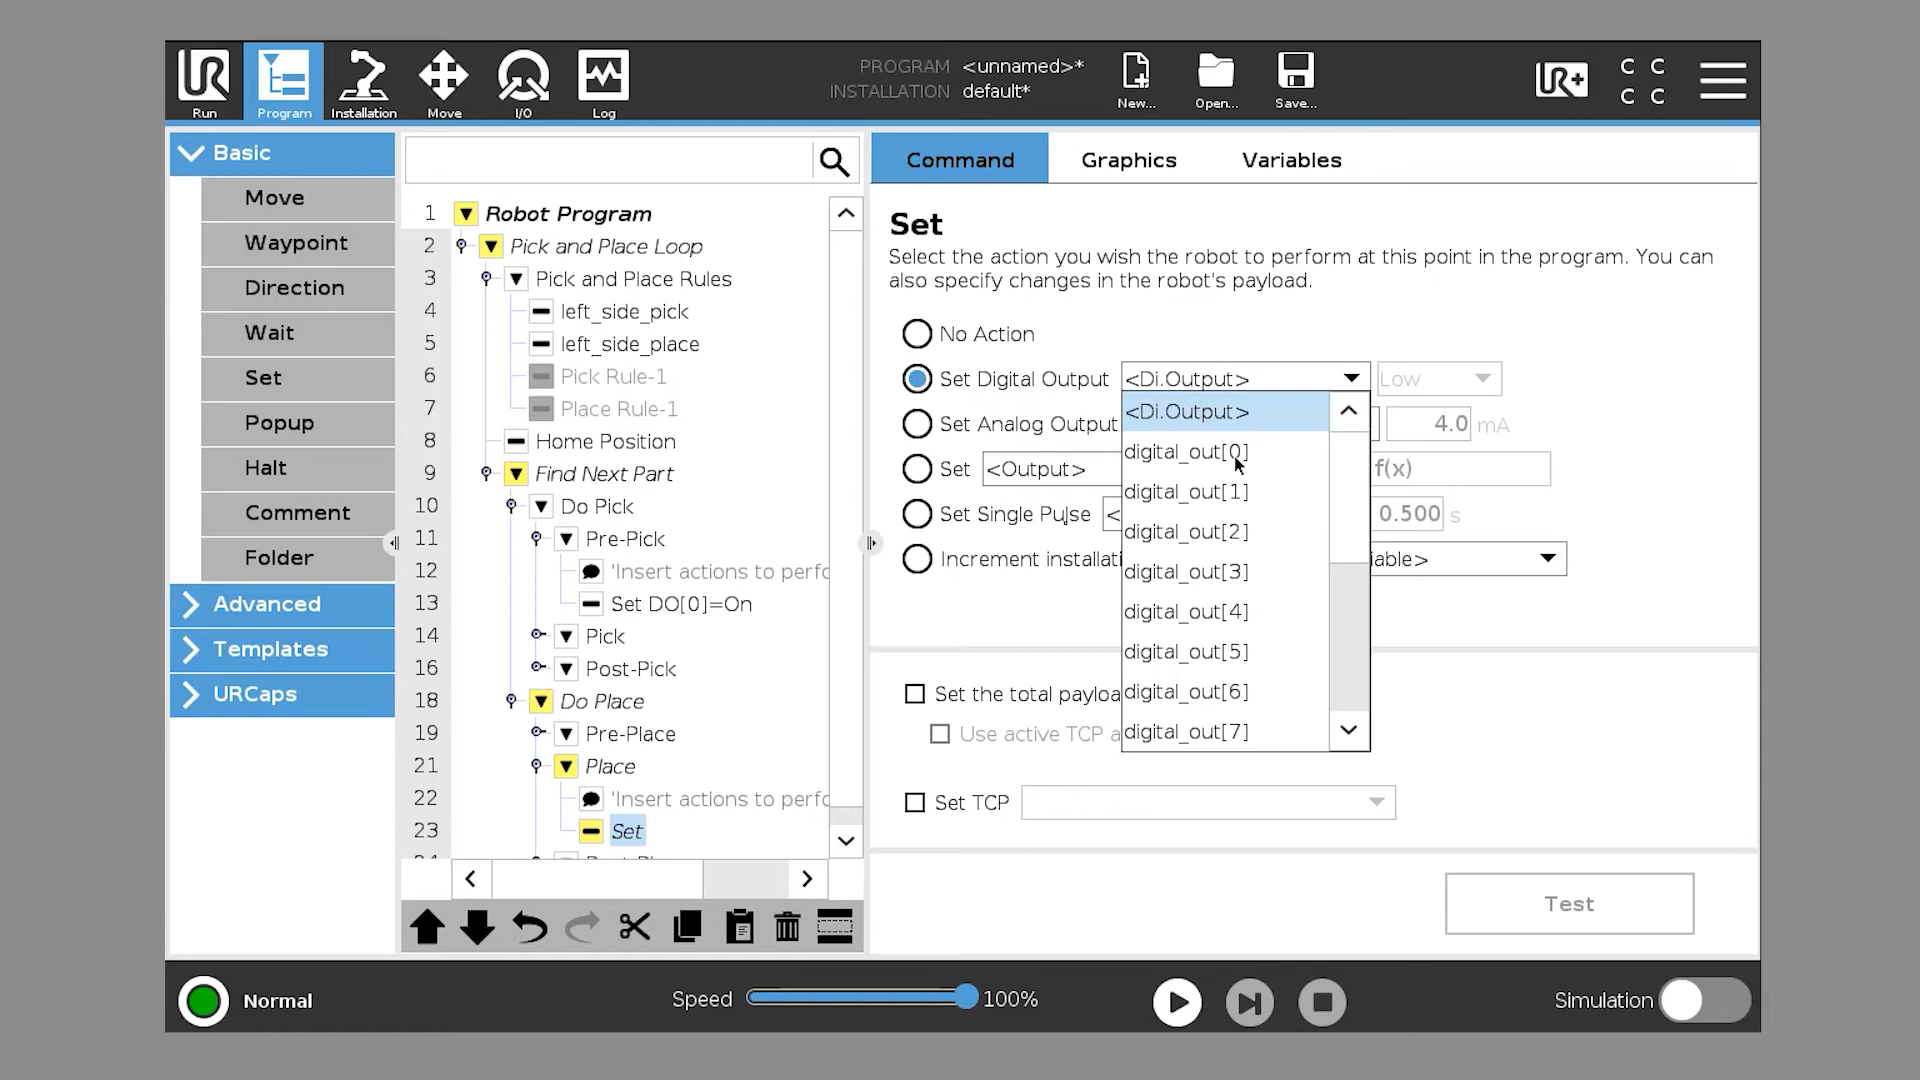 PROGRAM <unnamed>*
INSTALLATION default*
Run
Program
Installation
Move
I/O
Log
New...
Open...
Save...
UR+
C C
C C
Basic
Move
Waypoint
Direction
Wait
Set
Popup
Halt
Comment
Folder
Advanced
Templates
URCaps
1 Robot Program
2 Pick and Place Loop
3 Pick and Place Rules
4 left_side_pick
5 left_side_place
6 Pick Rule-1
7 Place Rule-1
8 Home Position
9 Find Next Part
10 Do Pick
11 Pre-Pick
12 'Insert actions to perfo
13 Set DO[0]=On
14 Pick
16 Post-Pick
18 Do Place
19 Pre-Place
21 Place
22 'Insert actions to perfo
23 Set
Command
Graphics
Variables
Set
Select the action you wish the robot to perform at this point in the program. You can
also specify changes in the robot's payload.
No Action
Set Digital Output <Di.Output> Low
Set Analog Output 4.0 mA
Set <Output> f(x)
Set Single Pulse < 0.500 s
Increment installati iable>
<Di.Output>
digital_out[0]
digital_out[1]
digital_out[2]
digital_out[3]
digital_out[4]
digital_out[5]
digital_out[6]
digital_out[7]
Set the total payloa
Use active TCP a
Set TCP
Test
Normal
Speed 100%
Simulation